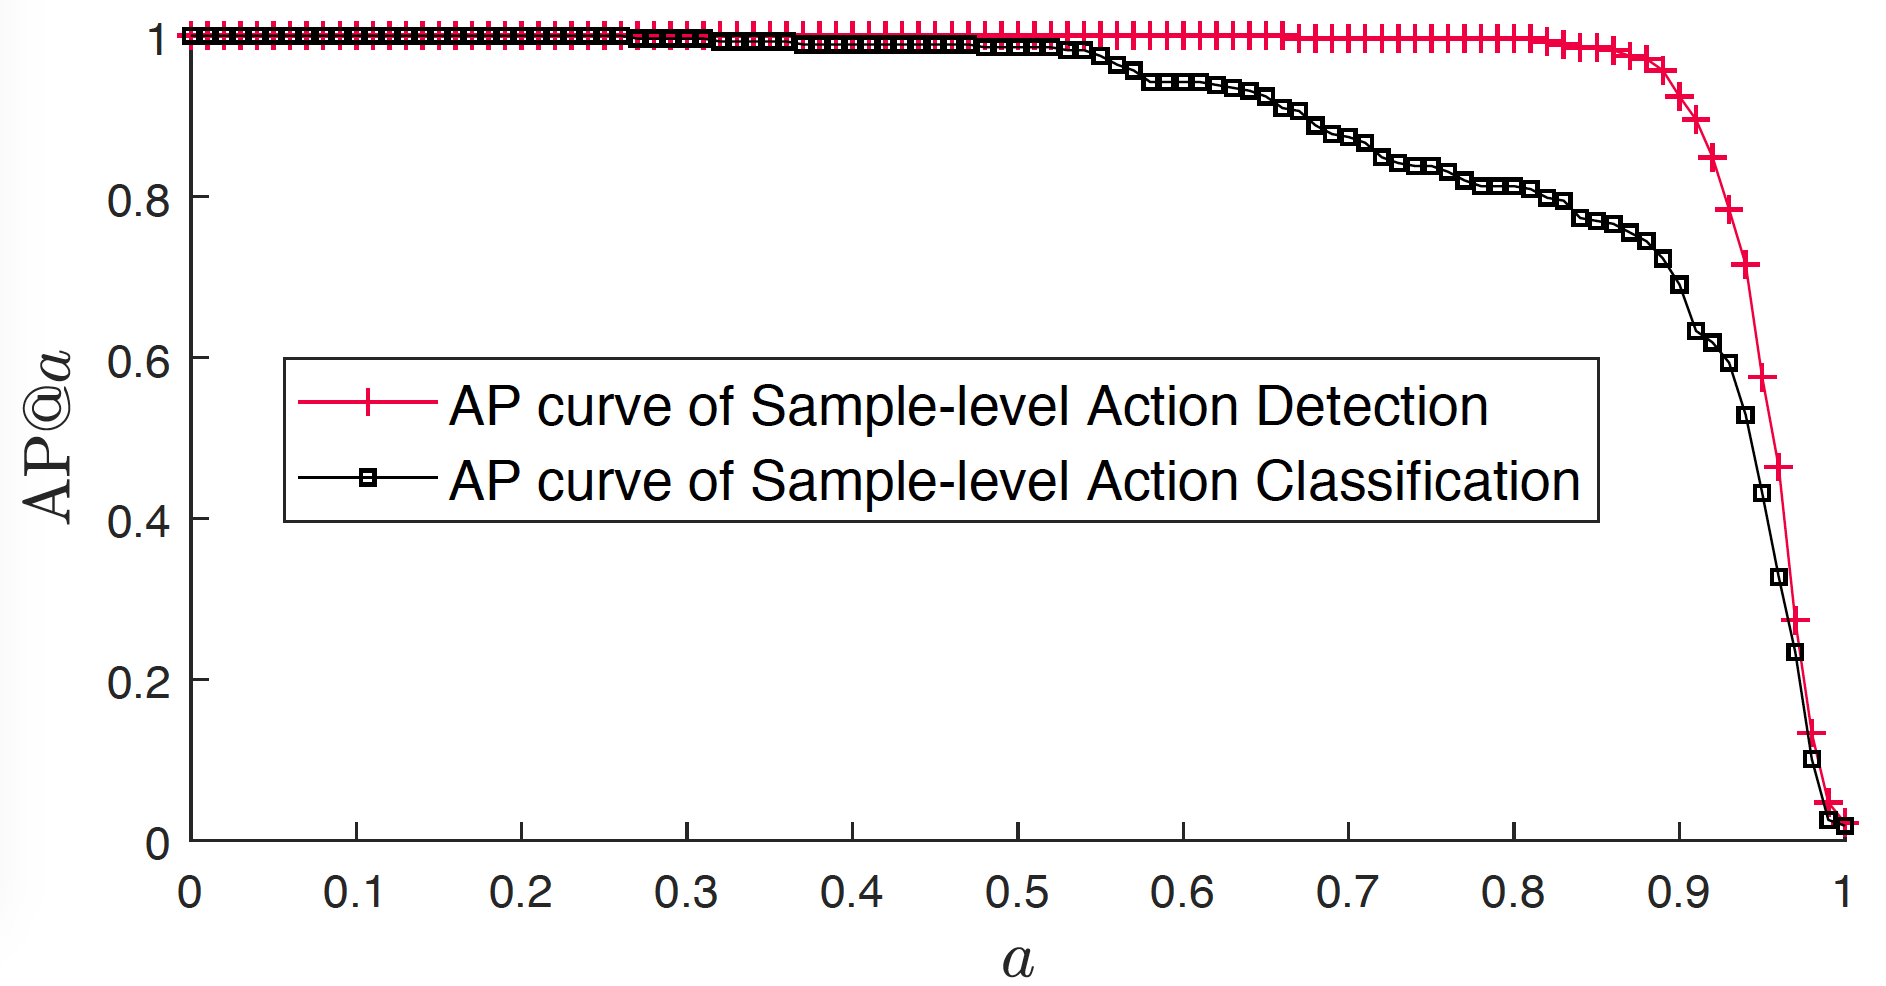 1
0.8
0.6
0.4
0.2
0
AP@a
AP curve of Sample-level Action Detection
AP curve of Sample-level Action Classification
0 0.1 0.2 0.3 0.4 0.5 0.6 0.7 0.8 0.9 1
a